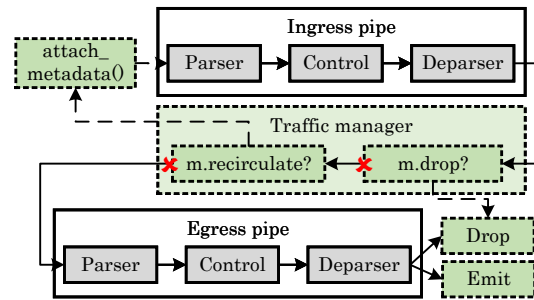 Ingress pipe
attach_
metadata()
Parser
Control
Deparser
Traffic manager
m.recirculate?
m.drop?
Egress pipe
Parser
Control
Deparser
Drop
Emit